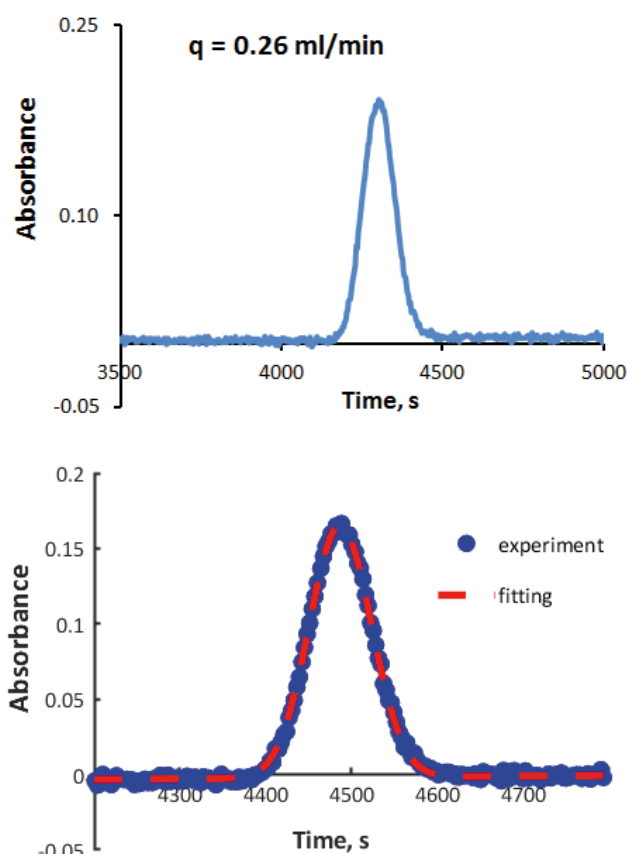 0.25
q = 0.26 ml/min
Absorbance
0.10
3500 4000 4500 5000
Time, s
-0.05
0.2
experiment
0.15
fitting
0.1
Absorbance
0.05
0
4300 4400 4500 4600 4700
Time, s
-0.05